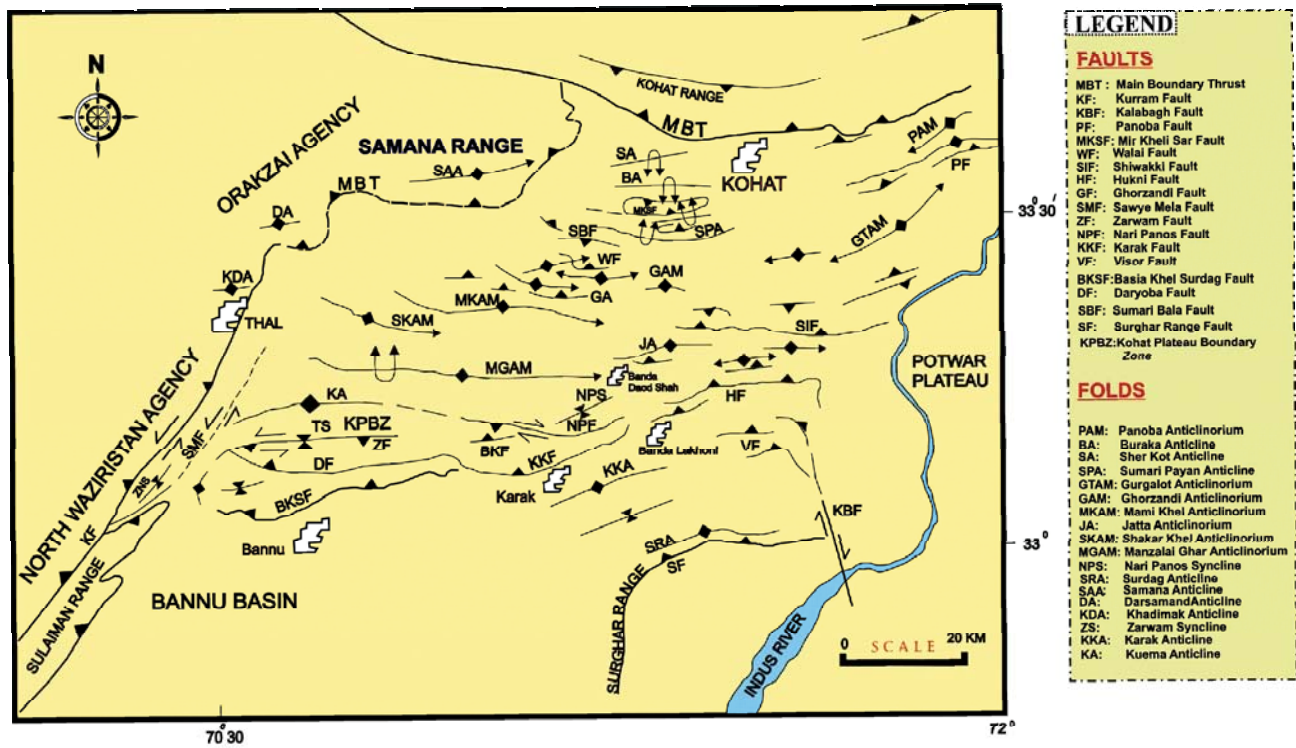 N
KOHAT RANGE
MBT
PAM
PF
ORAKZAI AGENCY
SAMANA RANGE
SAA
MBT
SA
BA
KOHAT
MKSF
SPA
DA
SBF
WF
GTAM
33° 30'
KDA
GAM
GA
MKAM
SKAM
THAL
SIF
JA
MGAM
Banda
Daod Shah
POTWAR
PLATEAU
NORTH WAZIRISTAN AGENCY
KA
NPS
HF
TS
KPBZ
NPF
SMF
ZF
BKF
Banda Lakhoni
VF
DF
KKF
ZNS
KKA
Karak
BKSF
KBF
KF
Bannu
SRA
SF
33°
SULAIMAN RANGE
BANNU BASIN
SURGHAR RANGE
INDUS RIVER
0 SCALE 20 KM
70° 30
72°
LEGEND
FAULTS
MBT : Main Boundary Thrust
KF: Kurram Fault
KBF: Kalabagh Fault
PF: Panoba Fault
MKSF: Mir Kheli Sar Fault
WF: Walai Fault
SIF: Shiwakki Fault
HF: Hukni Fault
GF: Ghorzandi Fault
SMF: Sawye Mela Fault
ZF: Zarwam Fault
NPF: Nari Panos Fault
KKF: Karak Fault
VF: Visor Fault
BKSF:Basia Khel Surdag Fault
DF: Daryoba Fault
SBF: Sumari Bala Fault
SF: Surghar Range Fault
KPBZ:Kohat Plateau Boundary
Zone
FOLDS
PAM: Panoba Anticlinorium
BA: Buraka Anticline
SA: Sher Kot Anticline
SPA: Sumari Payan Anticline
GTAM: Gurgalot Anticlinorium
GAM: Ghorzandi Anticlinorium
MKAM: Mami Khel Anticlinorium
JA: Jatta Anticlinorium
SKAM: Shakar Khel Anticlinorium
MGAM: Manzalai Ghar Anticlinorium
NPS: Nari Panos Syncline
SRA: Surdag Anticline
SAA: Samana Anticline
DA: DarsamandAnticline
KDA: Khadimak Anticline
ZS: Zarwam Syncline
KKA: Karak Anticline
KA: Kuema Anticline